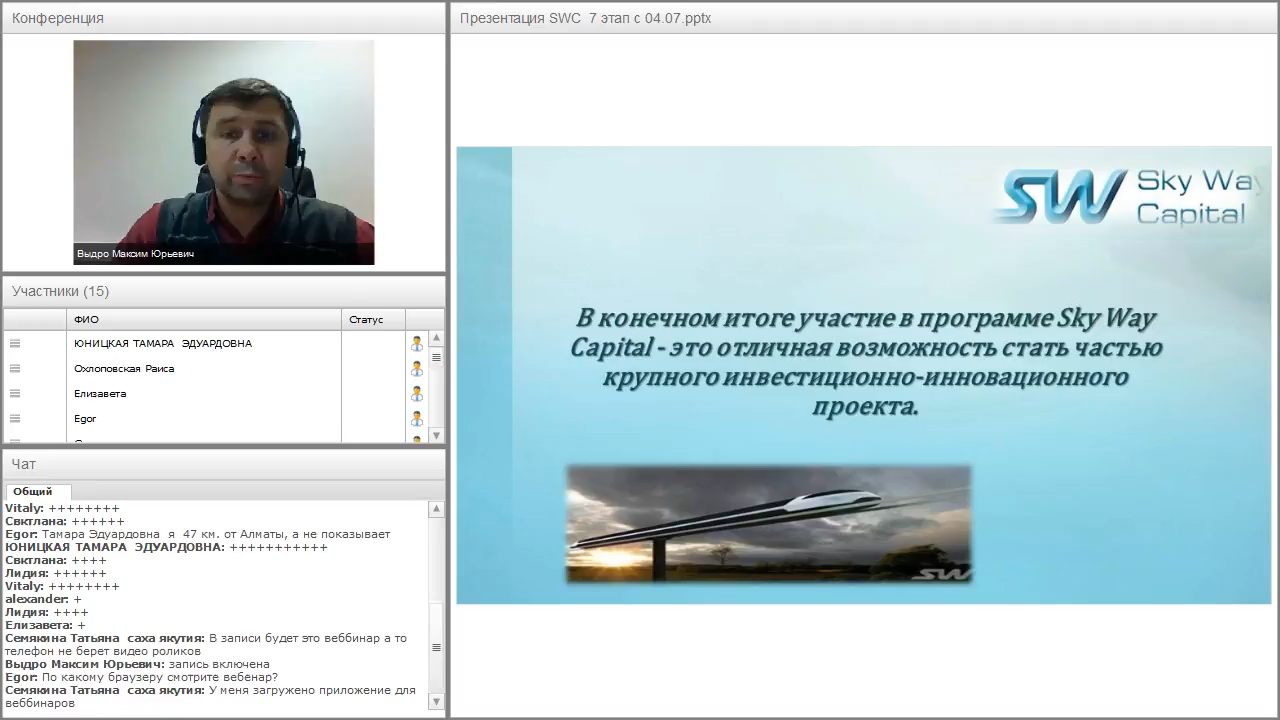 Конференция
Выдро Максим Юрьевич
Участники (15)
ФИО
Статус
ЮНИЦКАЯ ТАМАРА ЭДУАРДОВНА
Охлоповская Раиса
Елизавета
Egor
Чат
Общий
Vitaly: ++++++++
Свктлана: ++++++
Egor: Тамара Эдуардовна я 47 км. от Алматы, а не показывает
ЮНИЦКАЯ ТАМАРА ЭДУАРДОВНА: +++++++++++
Свктлана: ++++
Лидия: ++++++
Vitaly: ++++++++
alexander: +
Лидия: ++++
Елизавета: +
Семякина Татьяна саха якутия: В записи будет это веббинар а то
телефон не берет видео роликов
Выдро Максим Юрьевич: запись включена
Egor: По какому браузеру смотрите вебенар?
Семякина Татьяна саха якутия: У меня загружено приложение для
веббинаров
Презентация SWC 7 этап с 04.07.pptx
SW Sky Way
Capital
В конечном итоге участие в программе Sky Way
Capital - это отличная возможность стать частью
крупного инвестиционно-инновационного
проекта.
SW